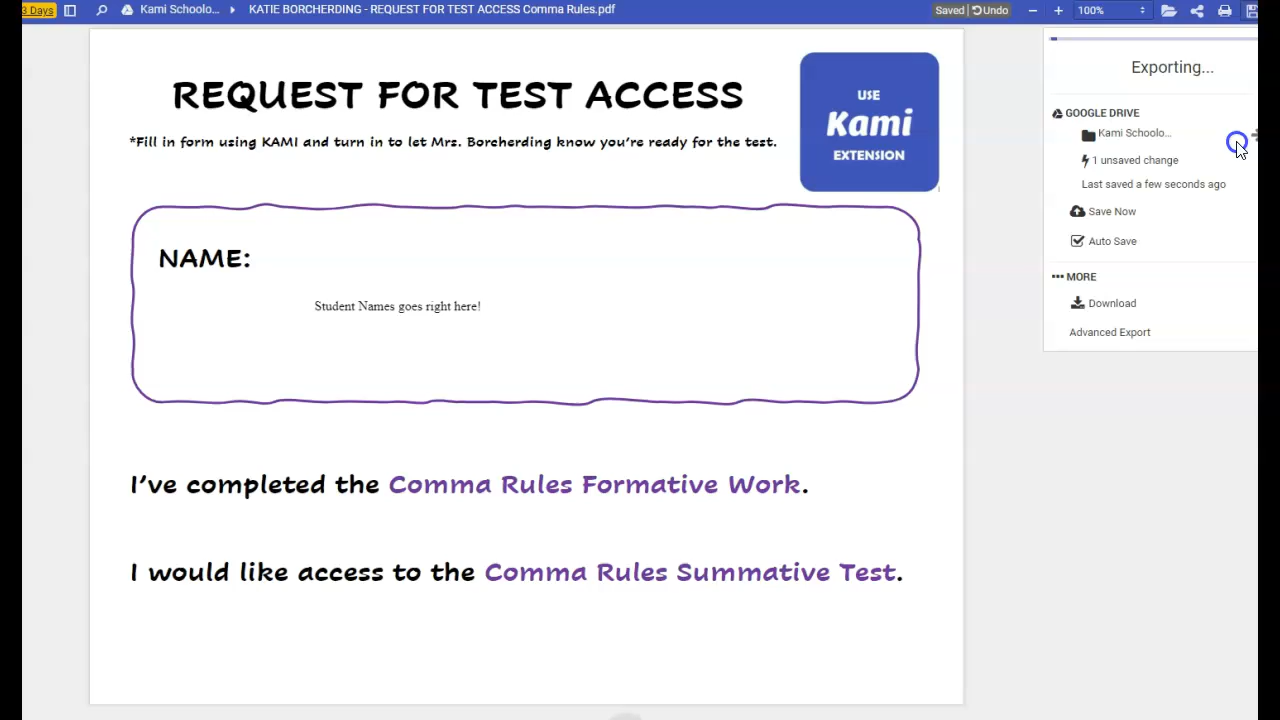 3 Days
Kami Schoolo...
KATIE BORCHERDING - REQUEST FOR TEST ACCESS Comma Rules.pdf
Saved
Undo
100%
REQUEST FOR TEST ACCESS
*Fill in form using KAMI and turn in to let Mrs. Borcherding know you're ready for the test.
USE
Kami
EXTENSION
NAME:
Student Names goes right here!
I've completed the Comma Rules Formative Work.
I would like access to the Comma Rules Summative Test.
Exporting...
GOOGLE DRIVE
Kami Schoolo...
1 unsaved change
Last saved a few seconds ago
Save Now
Auto Save
MORE
Download
Advanced Export